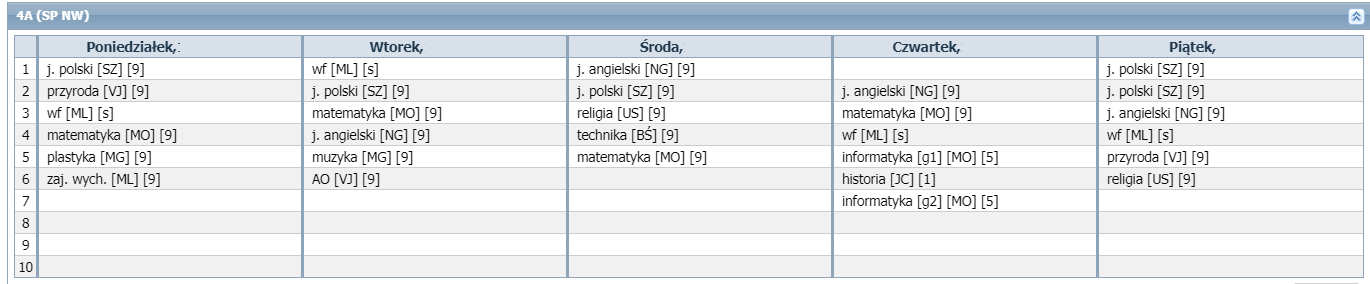 4A (SP NW)
Poniedziałek, Wtorek, Środa, Czwartek, Piątek,
1 j. polski [SZ] [9] wf [ML] [s] j. angielski [NG] [9] j. polski [SZ] [9]
2 przyroda [VJ] [9] j. polski [SZ] [9] j. polski [SZ] [9] j. angielski [NG] [9] j. polski [SZ] [9]
3 wf [ML] [s] matematyka [MO] [9] religia [US] [9] matematyka [MO] [9] j. angielski [NG] [9]
4 matematyka [MO] [9] j. angielski [NG] [9] technika [BŚ] [9] wf [ML] [s] wf [ML] [s]
5 plastyka [MG] [9] muzyka [MG] [9] matematyka [MO] [9] informatyka [g1] [MO] [5] przyroda [VJ] [9]
6 zaj. wych. [ML] [9] AO [VJ] [9] historia [JC] [1] religia [US] [9]
7 informatyka [g2] [MO] [5]
8
9
10